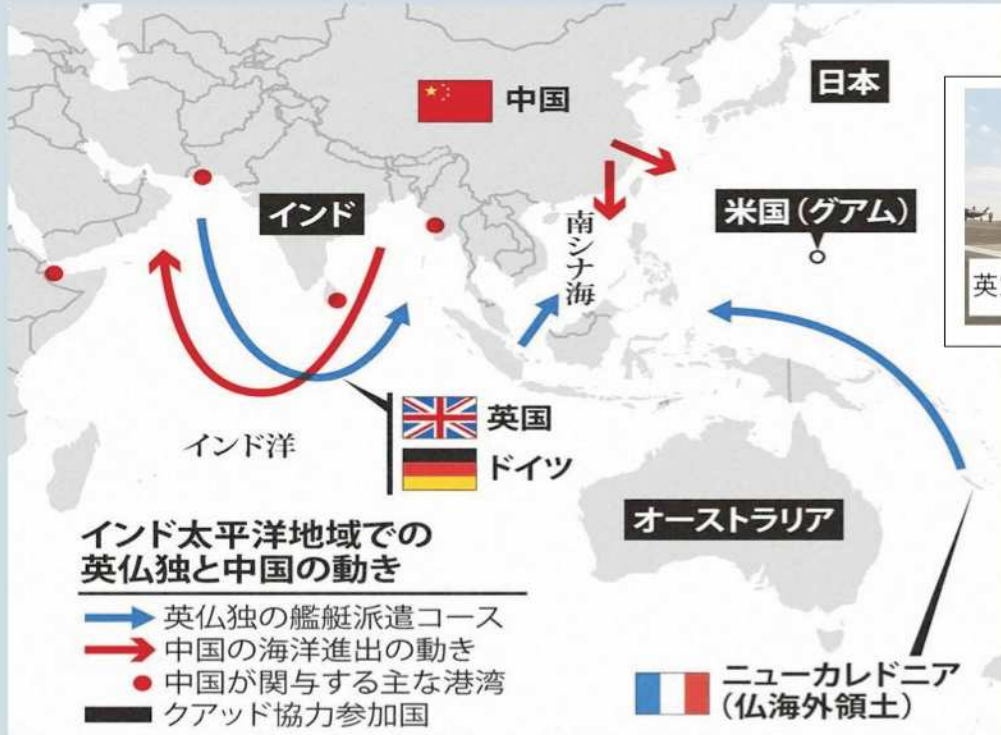 中国
日本
インド
米国(グアム)
南シナ海
英
英国
ドイツ
インド洋
オーストラリア
インド太平洋地域での
英仏独と中国の動き
英仏独の艦艇派遣コース
中国の海洋進出の動き
中国が関与する主な港湾
クアッド協力参加国
ニューカレドニア
(仏海外領土)